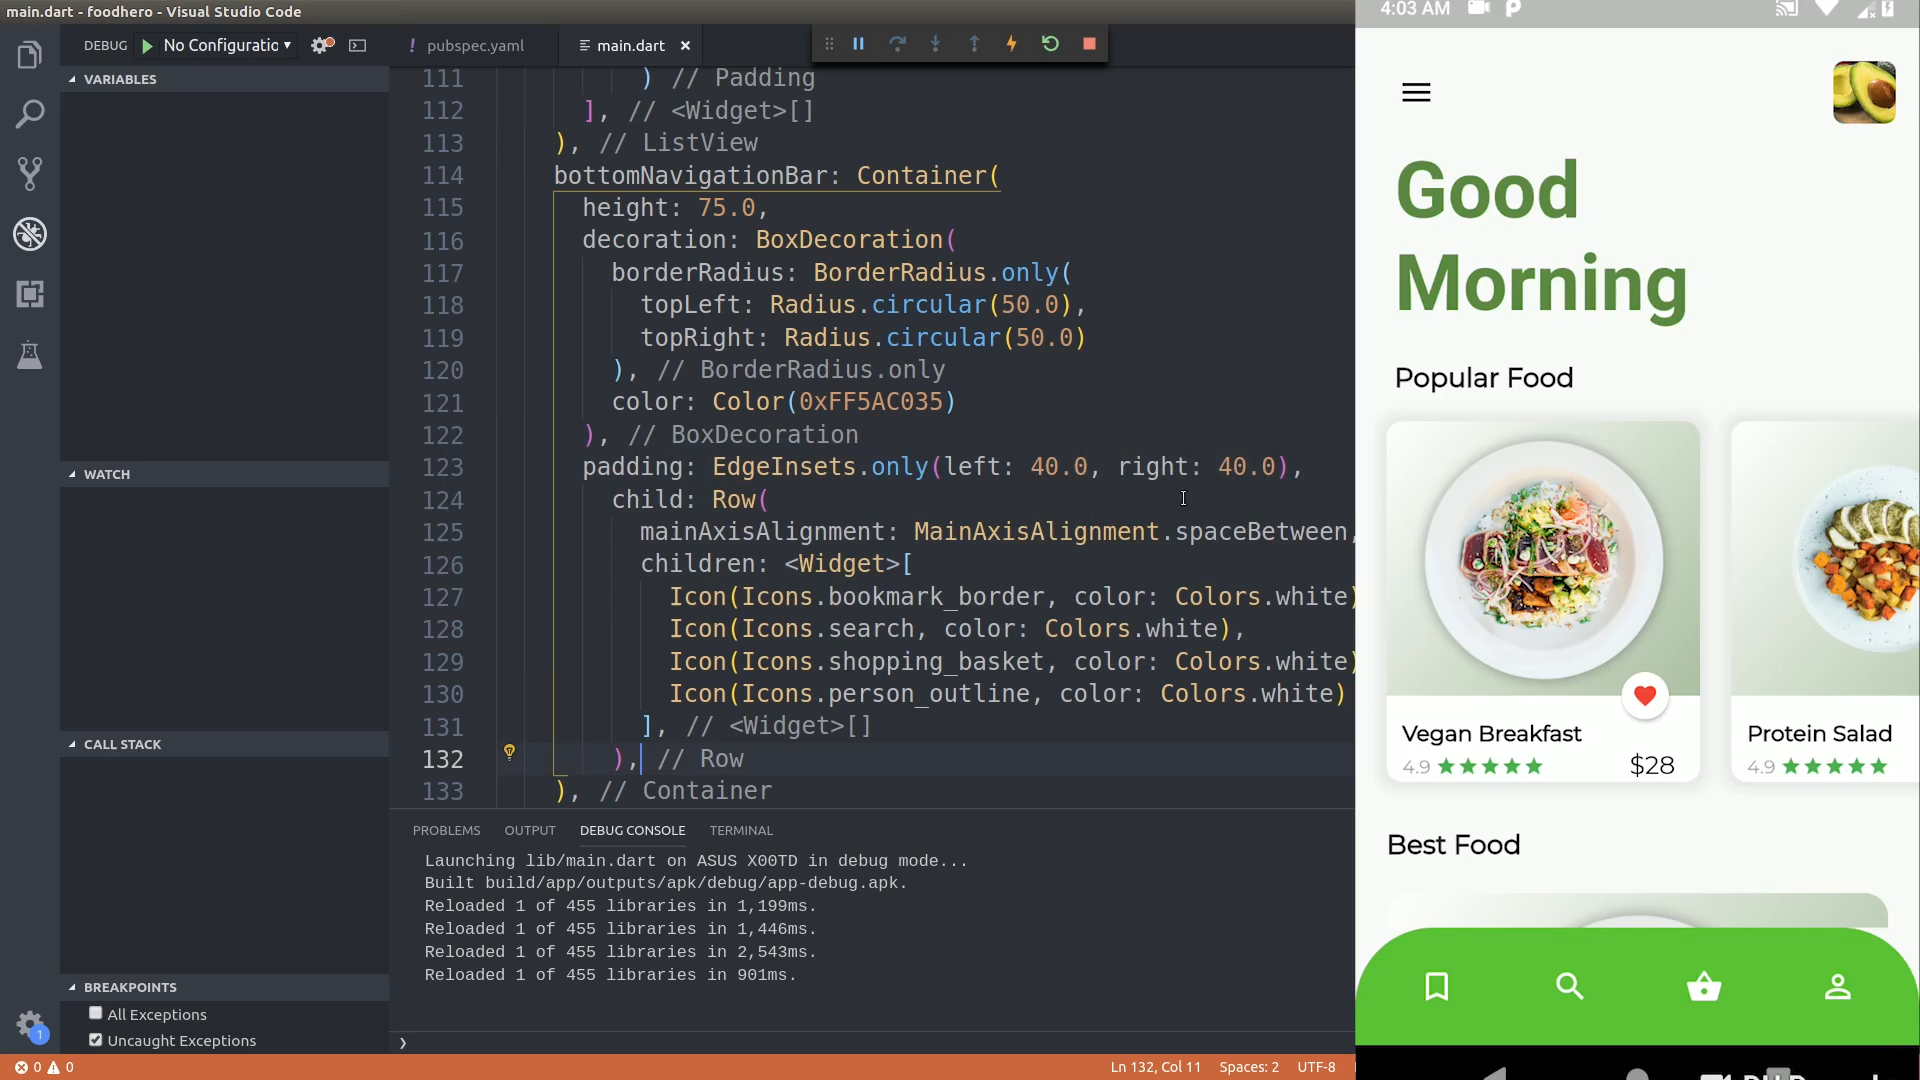 main.dart - foodhero - Visual Studio Code
DEBUG No Configuratic
pubspec.yaml
main.dart
VARIABLES
WATCH
CALL STACK
BREAKPOINTS
All Exceptions
Uncaught Exceptions
111 ) // Padding
112 ], // <Widget>[]
113 ), // ListView
114 bottomNavigationBar: Container(
115 height: 75.0,
116 decoration: BoxDecoration(
117 borderRadius: BorderRadius.only(
118 topLeft: Radius.circular(50.0),
119 topRight: Radius.circular(50.0)
120 ), // BorderRadius.only
121 color: Color(0xFF5AC035)
122 ), // BoxDecoration
123 padding: EdgeInsets.only(left: 40.0, right: 40.0),
124 child: Row(
125 mainAxisAlignment: MainAxisAlignment.spaceBetween,
126 children: <Widget>[
127 Icon(Icons.bookmark_border, color: Colors.white)
128 Icon(Icons.search, color: Colors.white),
129 Icon(Icons.shopping_basket, color: Colors.white)
130 Icon(Icons.person_outline, color: Colors.white)
131 ], // <Widget>[]
132 ), // Row
133 ), // Container
PROBLEMS OUTPUT DEBUG CONSOLE TERMINAL
Launching lib/main.dart on ASUS X00TD in debug mode...
Built build/app/outputs/apk/debug/app-debug.apk.
Reloaded 1 of 455 libraries in 1,199ms.
Reloaded 1 of 455 libraries in 1,446ms.
Reloaded 1 of 455 libraries in 2,543ms.
Reloaded 1 of 455 libraries in 901ms.
1
0 0
Ln 132, Col 11 Spaces: 2 UTF-8
4:03 AM
Good
Morning
Popular Food
Vegan Breakfast
4.9
$28
Protein Salad
4.9
Best Food